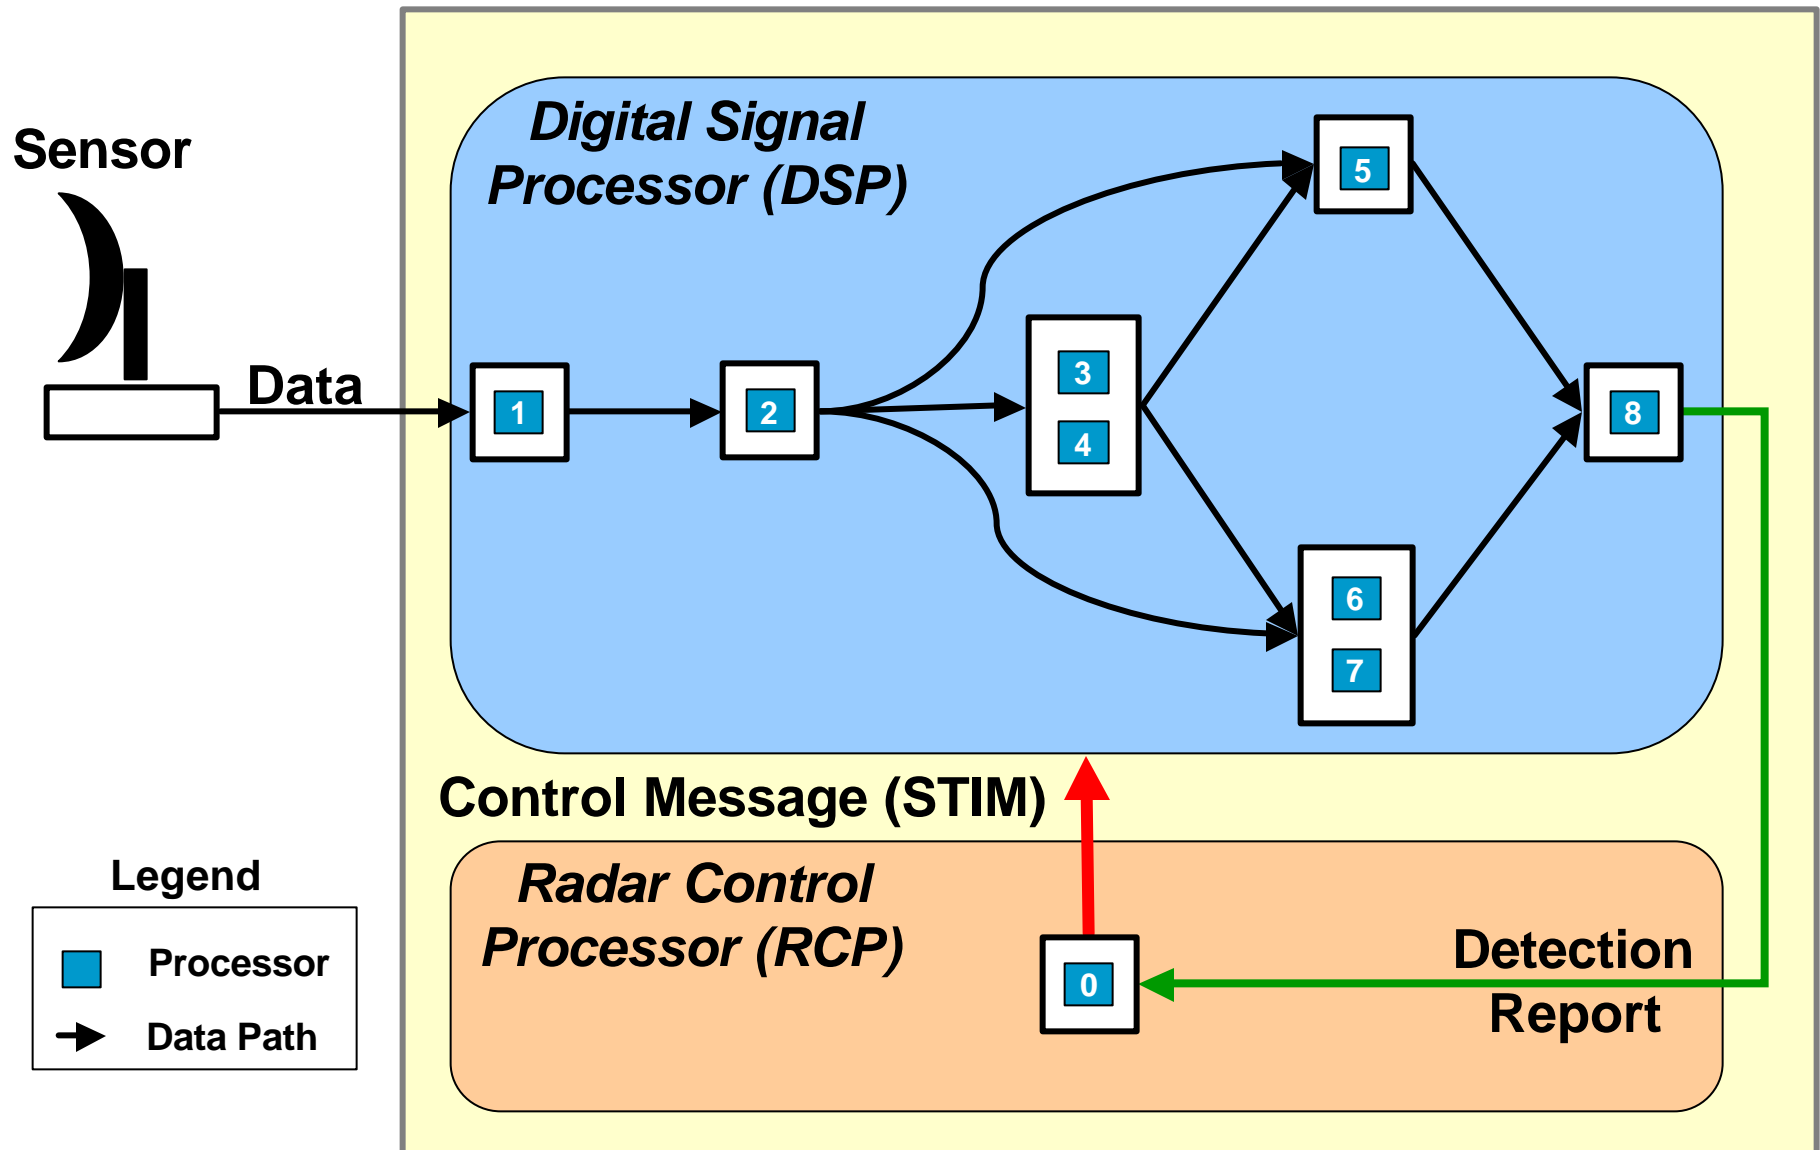 Sensor
Data
Digital Signal
Processor (DSP)
1
2
3
4
5
6
7
8
Control Message (STIM)
Radar Control
Processor (RCP)
0
Detection
Report
Legend
Processor
Data Path